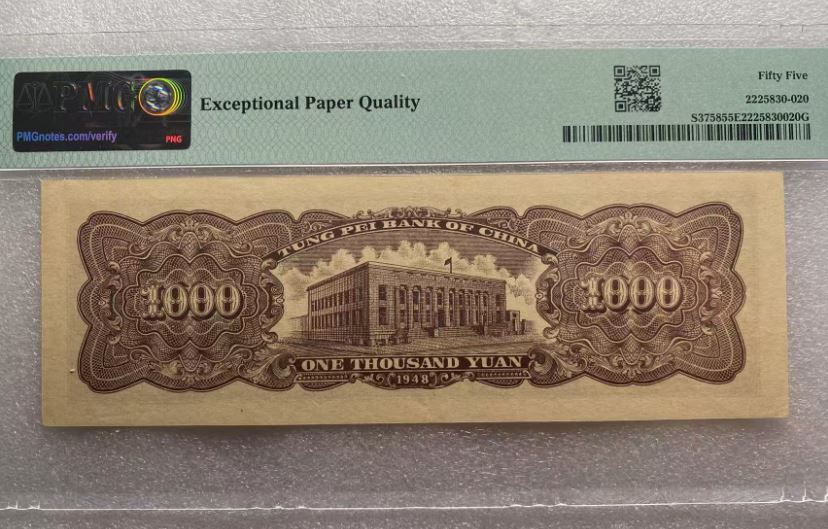 PMG
PMGnotes.com/verify
PNG
Exceptional Paper Quality
Fifty Five
2225830-020
S375855E2225830020G
TUNG PEI BANK OF CHINA
1000
1000
ONE THOUSAND YUAN
1948